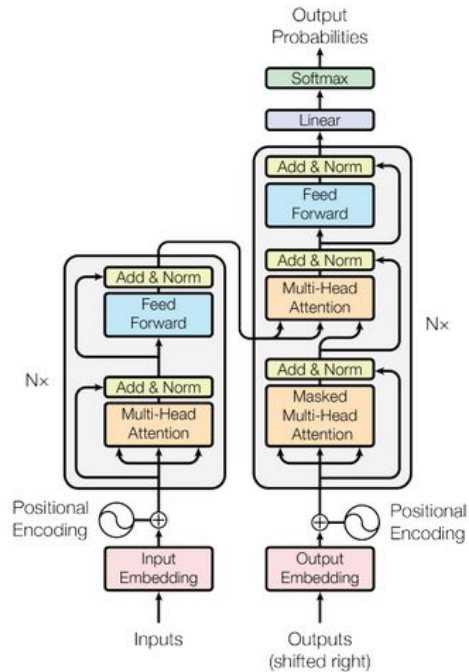 Output
Probabilities
Softmax
Linear
Add & Norm
Feed
Forward
Add & Norm
Multi-Head
Attention
Add & Norm
Masked
Multi-Head
Attention
Nx
Add & Norm
Feed
Forward
Add & Norm
Multi-Head
Attention
N×
Positional
Encoding
Positional
Encoding
Input
Embedding
Output
Embedding
Inputs
Outputs
(shifted right)